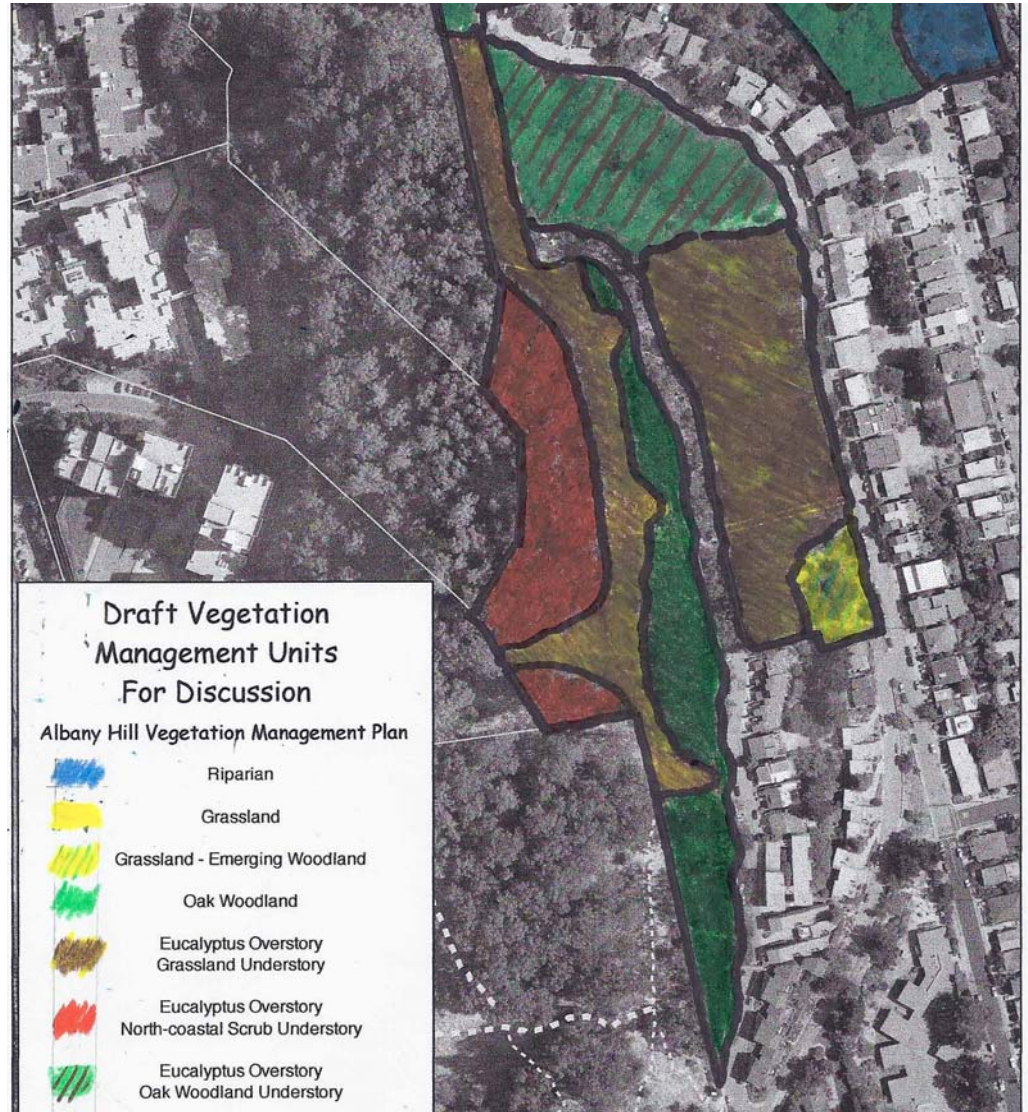 Draft Vegetation
Management Units
For Discussion
Albany Hill Vegetation Management Plan
Riparian
Grassland
Grassland - Emerging Woodland
Oak Woodland
Eucalyptus Overstory
Grassland Understory
Eucalyptus Overstory
North-coastal Scrub Understory
Eucalyptus Overstory
Oak Woodland Understory